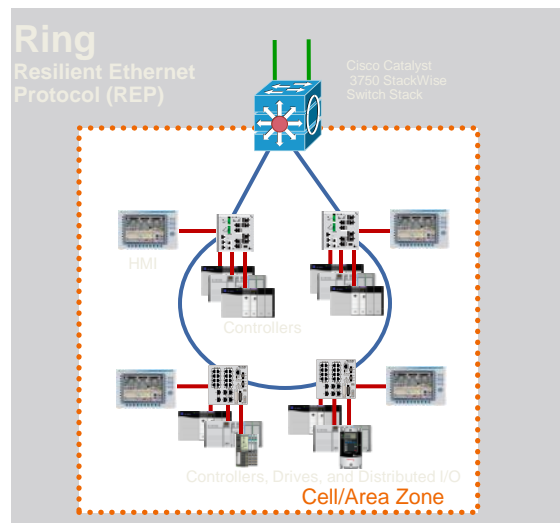 Ring
Resilient Ethernet
Protocol (REP)
Cisco Catalyst
3750 StackWise
Switch Stack
HMI
Controllers
Controllers, Drives, and Distributed I/O
Cell/Area Zone